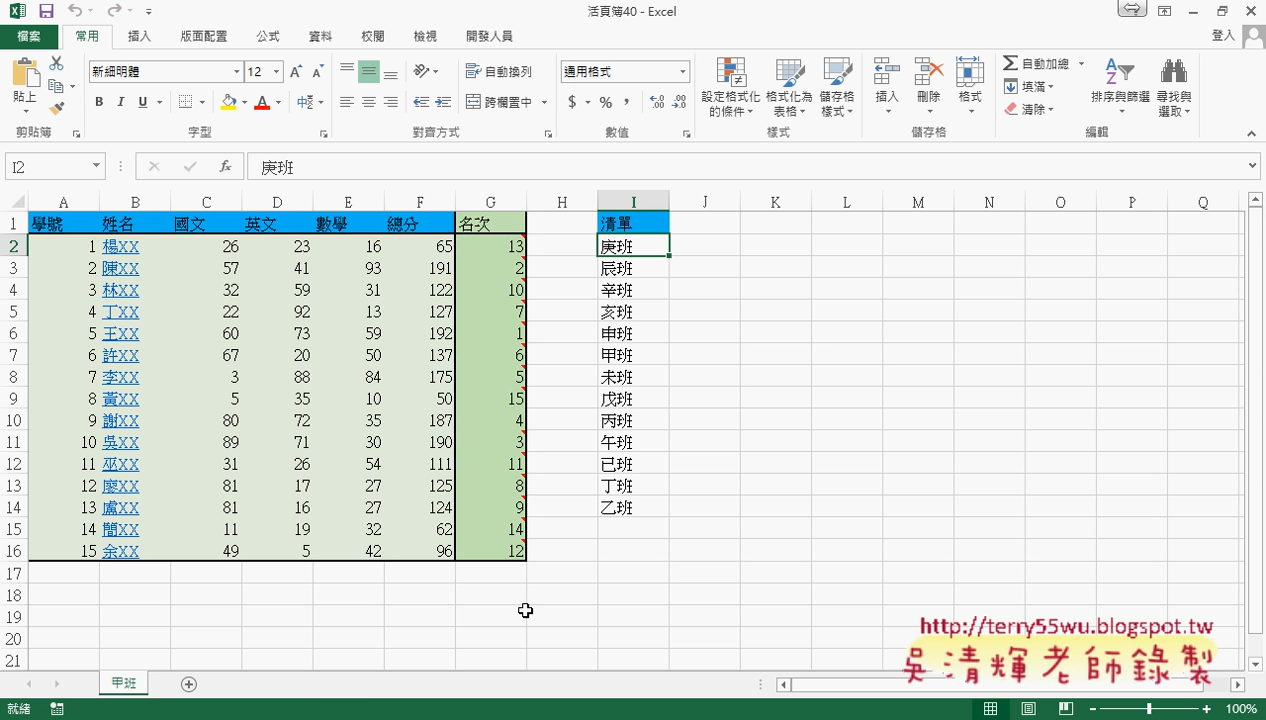 活頁簿40 - Excel
檔案 常用 插入 版面配置 公式 資料 校閱 檢視 開發人員 登入
貼上 新細明體 12 自動換列 通用格式 設定格式化的條件 格式化為表格 儲存格樣式 插入 刪除 格式 自動加總 填滿 清除 排序與篩選 尋找與選取
B I U 跨欄置中 $ % ,
剪貼簿 字型 對齊方式 數值 樣式 儲存格 編輯
I2 fx 庚班
A B C D E F G H I J K L M N O P Q
1 學號 姓名 國文 英文 數學 總分 名次 清單
2 1 楊XX 26 23 16 65 13 庚班
3 2 陳XX 57 41 93 191 2 辰班
4 3 林XX 32 59 31 122 10 辛班
5 4 丁XX 22 92 13 127 7 亥班
6 5 王XX 60 73 59 192 1 申班
7 6 許XX 67 20 50 137 6 甲班
8 7 李XX 3 88 84 175 5 未班
9 8 黃XX 5 35 10 50 15 戊班
10 9 謝XX 80 72 35 187 4 丙班
11 10 吳XX 89 71 30 190 3 午班
12 11 巫XX 31 26 54 111 11 已班
13 12 廖XX 81 17 27 125 8 丁班
14 13 盧XX 81 16 27 124 9 乙班
15 14 簡XX 11 19 32 62 14
16 15 余XX 49 5 42 96 12
17
18
19
20
21
http://terry55wu.blogspot.tw
吳清輝老師錄製
甲班
就緒 100%